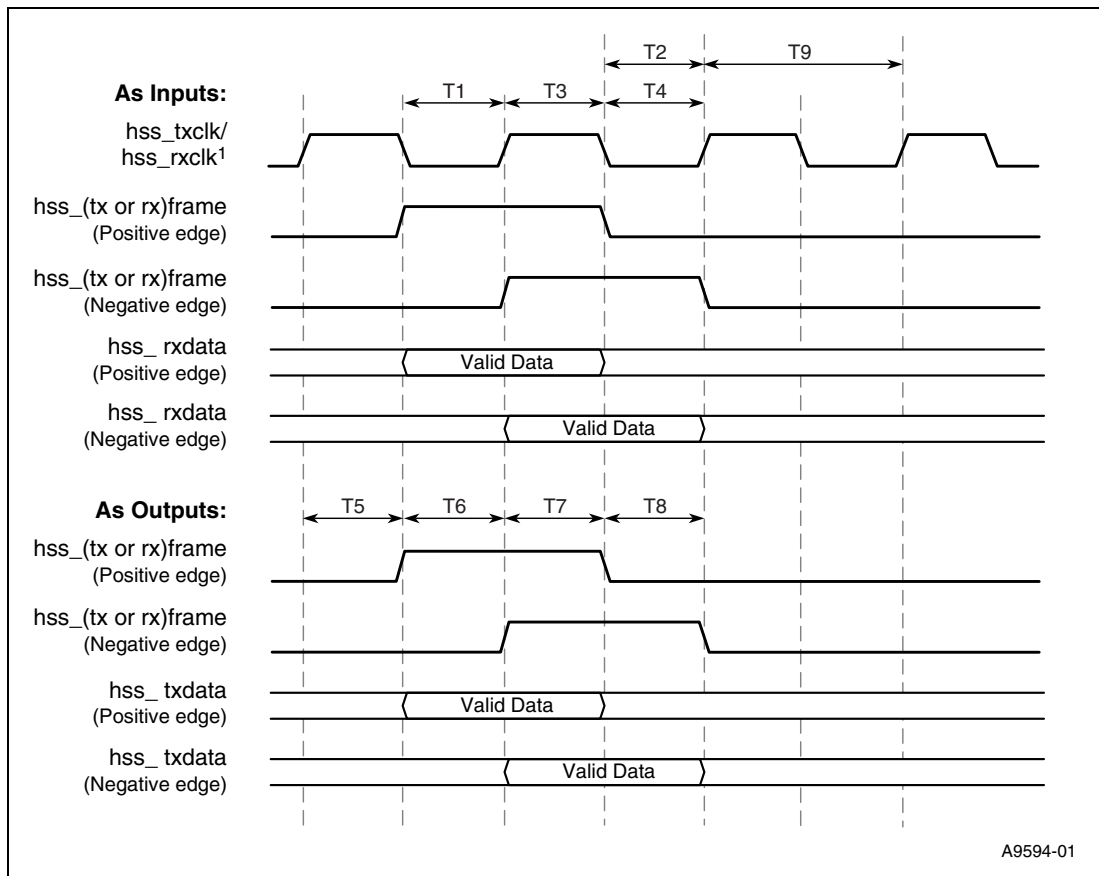 T2 T9
As Inputs: T1 T3 T4
hss_txclk/
hss_rxclk1
hss_(tx or rx)frame
(Positive edge)
hss_(tx or rx)frame
(Negative edge)
hss_ rxdata
(Positive edge) Valid Data
hss_ rxdata
(Negative edge) Valid Data
As Outputs: T5 T6 T7 T8
hss_(tx or rx)frame
(Positive edge)
hss_(tx or rx)frame
(Negative edge)
hss_ txdata
(Positive edge) Valid Data
hss_ txdata
(Negative edge) Valid Data
A9594-01